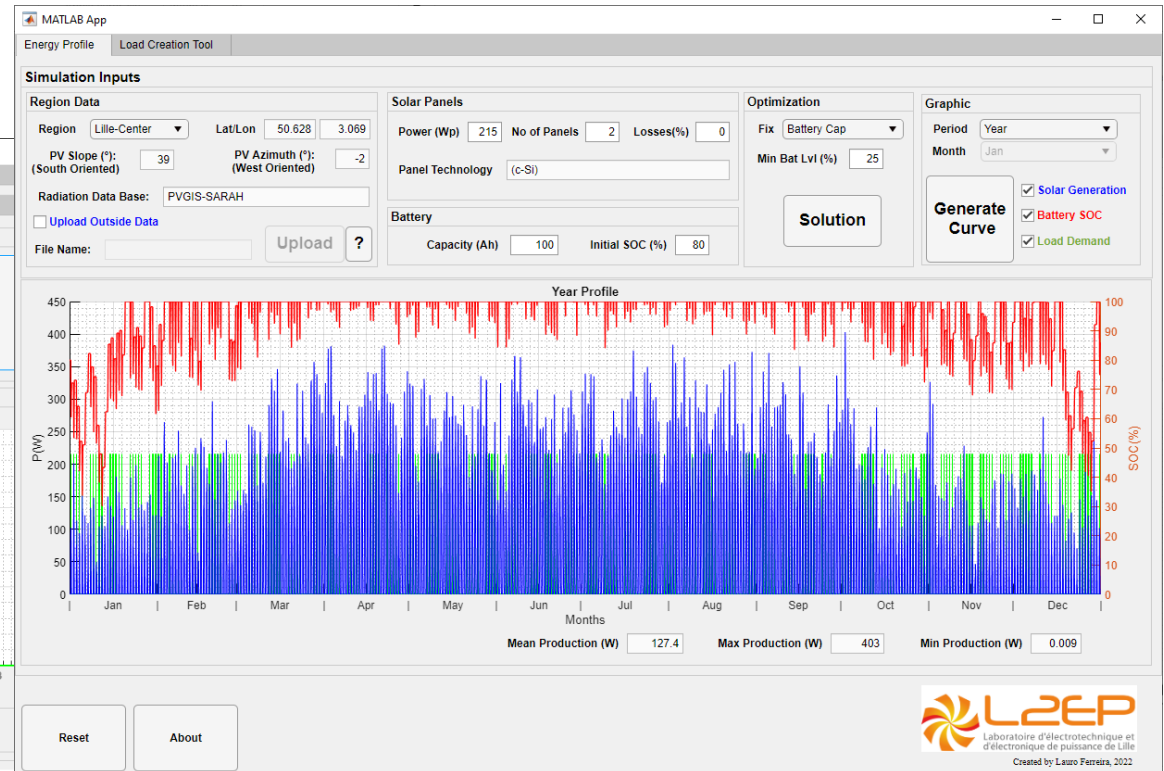 MATLAB App
Energy Profile Load Creation Tool
Simulation Inputs
Region Data
Region Lille-Center Lat/Lon 50.628 3.069
PV Slope (°): 39 PV Azimuth (°): -2
(South Oriented) (West Oriented)
Radiation Data Base: PVGIS-SARAH
Upload Outside Data
File Name: Upload ?
Solar Panels
Power (Wp) 215 No of Panels 2 Losses(%) 0
Panel Technology (c-Si)
Battery
Capacity (Ah) 100 Initial SOC (%) 80
Optimization
Fix Battery Cap
Min Bat Lvl (%) 25
Solution
Graphic
Period Year
Month Jan
Generate
Curve
Solar Generation
Battery SOC
Load Demand
Year Profile
P(W)
450
400
350
300
250
200
150
100
50
0
SOC(%)
100
90
80
70
60
50
40
30
20
10
0
| Jan | Feb | Mar | Apr | May | Jun | Jul | Aug | Sep | Oct | Nov | Dec |
Months
Mean Production (W) 127.4 Max Production (W) 403 Min Production (W) 0.009
Reset About
L2EP
Laboratoire d'électrotechnique et
d'électronique de puissance de Lille
Created by Lauro Ferreira, 2022